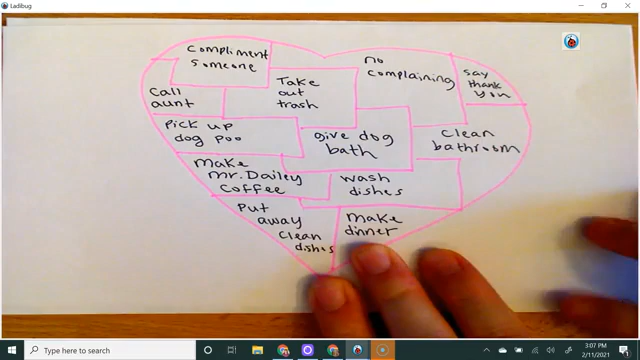 Ladibug
compliment
someone
no
complaining
say
thank
you
Call
aunt
Take
out
trash
Pick up
dog poo
give dog
bath
clean
bathroom
make
Mr. Dailey
coffee
wash
dishes
Put
away
clean
dishes
make
dinner
Type here to search
3:07 PM
2/11/2021